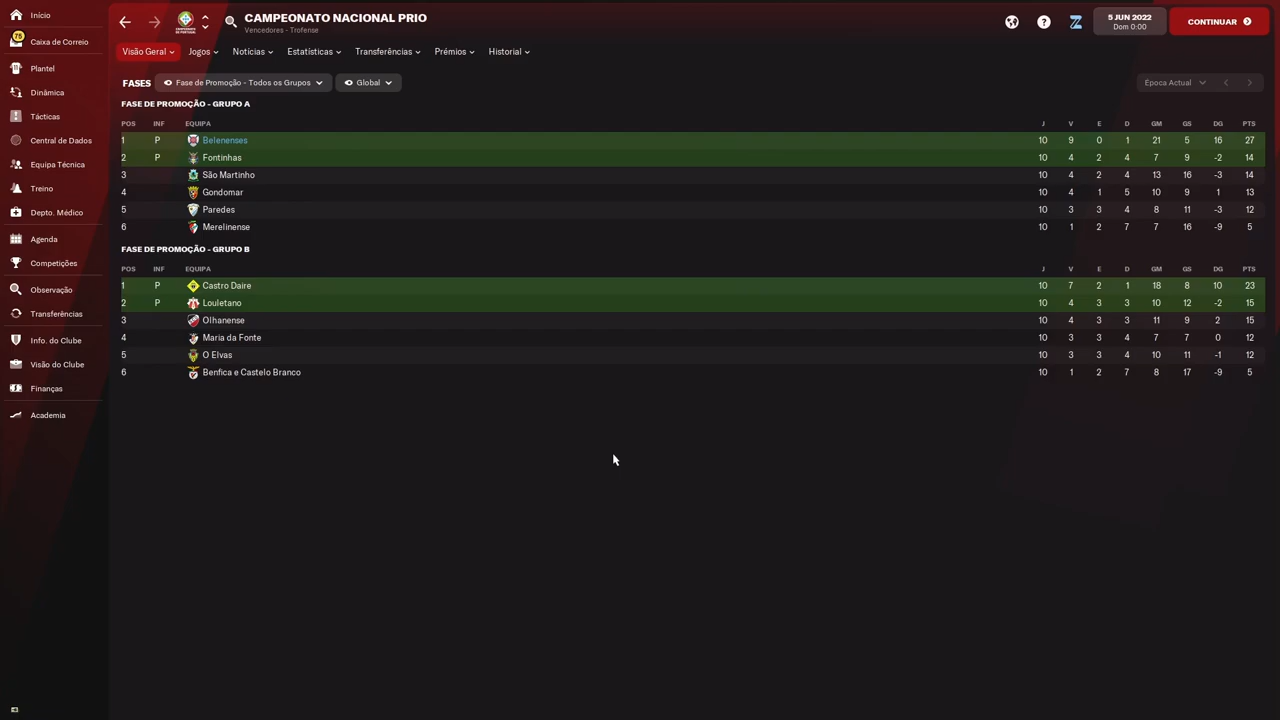 Início
75
Caixa de Correio
Plantel
Dinâmica
Tácticas
Central de Dados
Equipa Técnica
Treino
Depto. Médico
Agenda
Competições
Observação
Transferências
Info. do Clube
Visão do Clube
Finanças
Academia
CAMPEONATO NACIONAL PRIO
Vencedores - Trofense
5 JUN 2022
Dom 0:00
CONTINUAR
Visão Geral Jogos Notícias Estatísticas Transferências Prémios Historial
FASES Fase de Promoção - Todos os Grupos Global Época Actual
FASE DE PROMOÇÃO - GRUPO A
POS INF EQUIPA J V E D GM GS DG PTS
1 P Belenenses 10 9 0 1 21 5 16 27
2 P Fontinhas 10 4 2 4 7 9 -2 14
3 São Martinho 10 4 2 4 13 16 -3 14
4 Gondomar 10 4 1 5 10 9 1 13
5 Paredes 10 3 3 4 8 11 -3 12
6 Merelinense 10 1 2 7 7 16 -9 5
FASE DE PROMOÇÃO - GRUPO B
POS INF EQUIPA J V E D GM GS DG PTS
1 P Castro Daire 10 7 2 1 18 8 10 23
2 P Louletano 10 4 3 3 10 12 -2 15
3 Olhanense 10 4 3 3 11 9 2 15
4 Maria da Fonte 10 3 3 4 7 7 0 12
5 O Elvas 10 3 3 4 10 11 -1 12
6 Benfica e Castelo Branco 10 1 2 7 8 17 -9 5